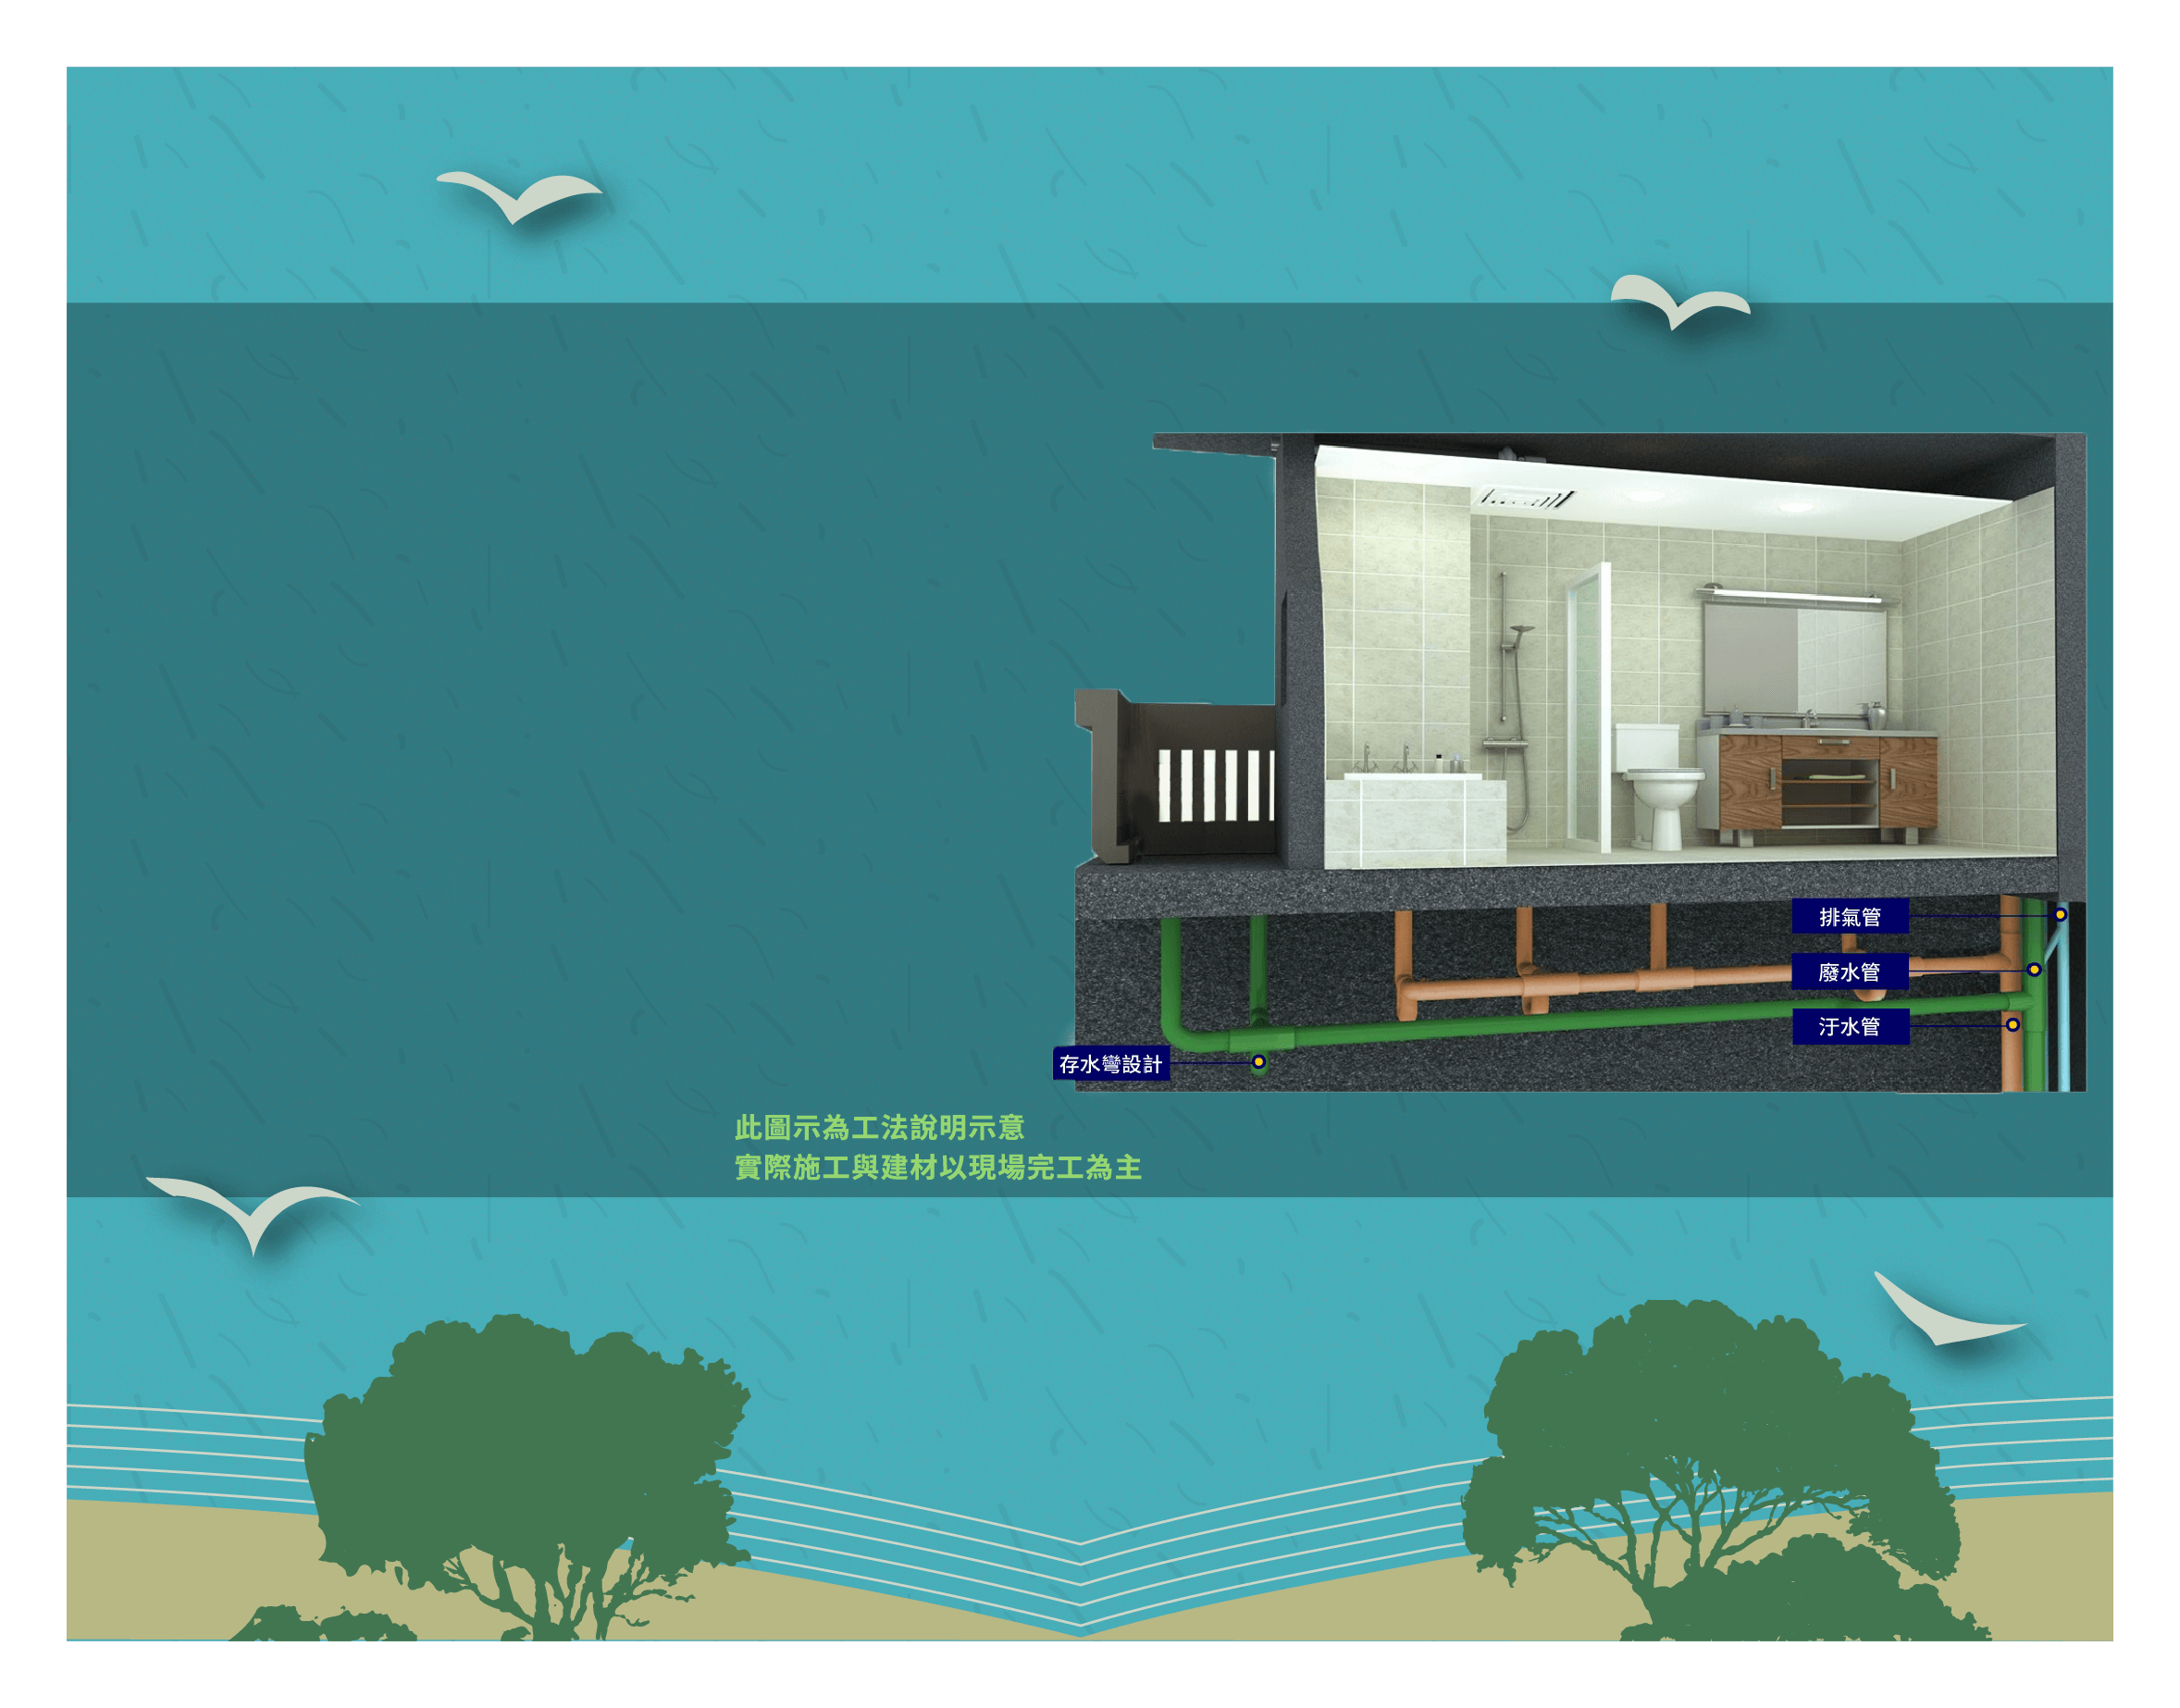 排氣管
廢水管
汙水管
存水彎設計
此圖示為工法說明示意
實際施工與建材以現場完工為主